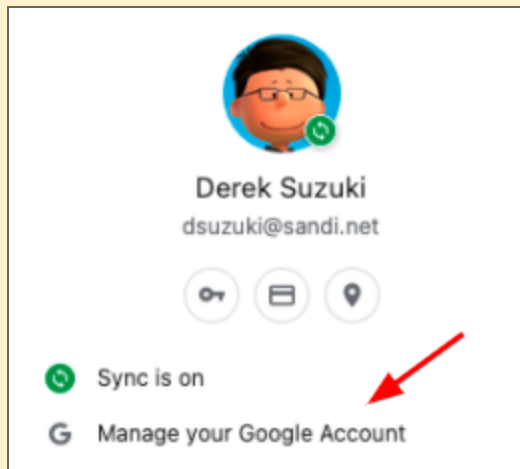 Derek Suzuki
dsuzuki@sandi.net
Sync is on
Manage your Google Account